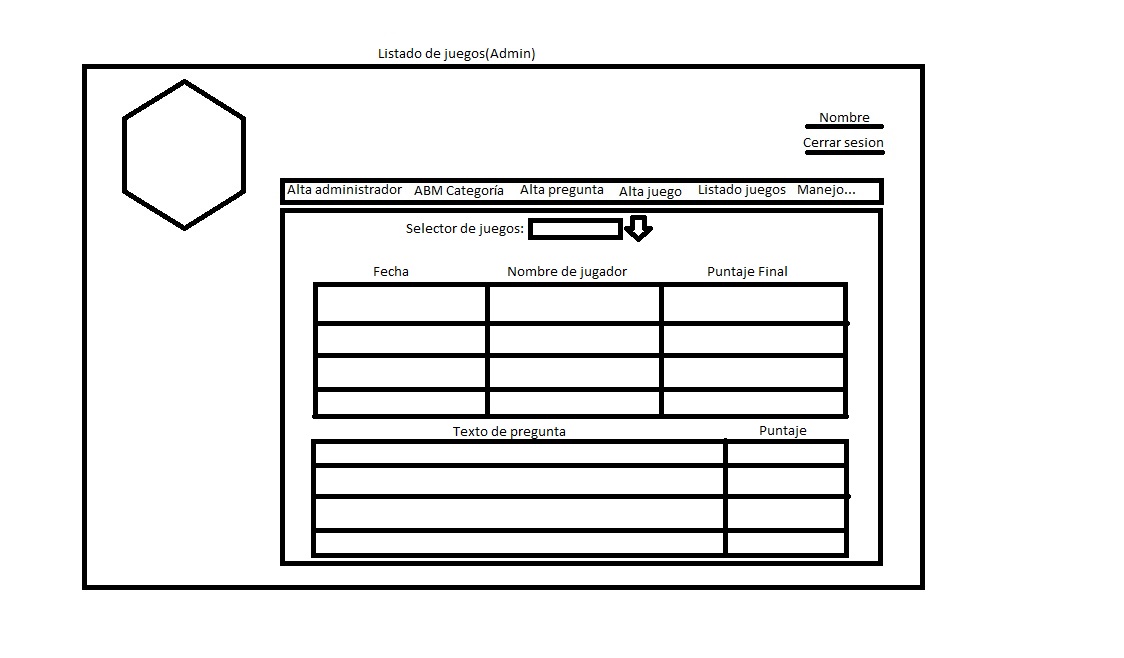 Listado de juegos(Admin)
Nombre
Cerrar sesion
Alta administrador ABM Categoría Alta pregunta Alta juego Listado juegos Manejo...
Selector de juegos:
Fecha Nombre de jugador Puntaje Final
Texto de pregunta Puntaje